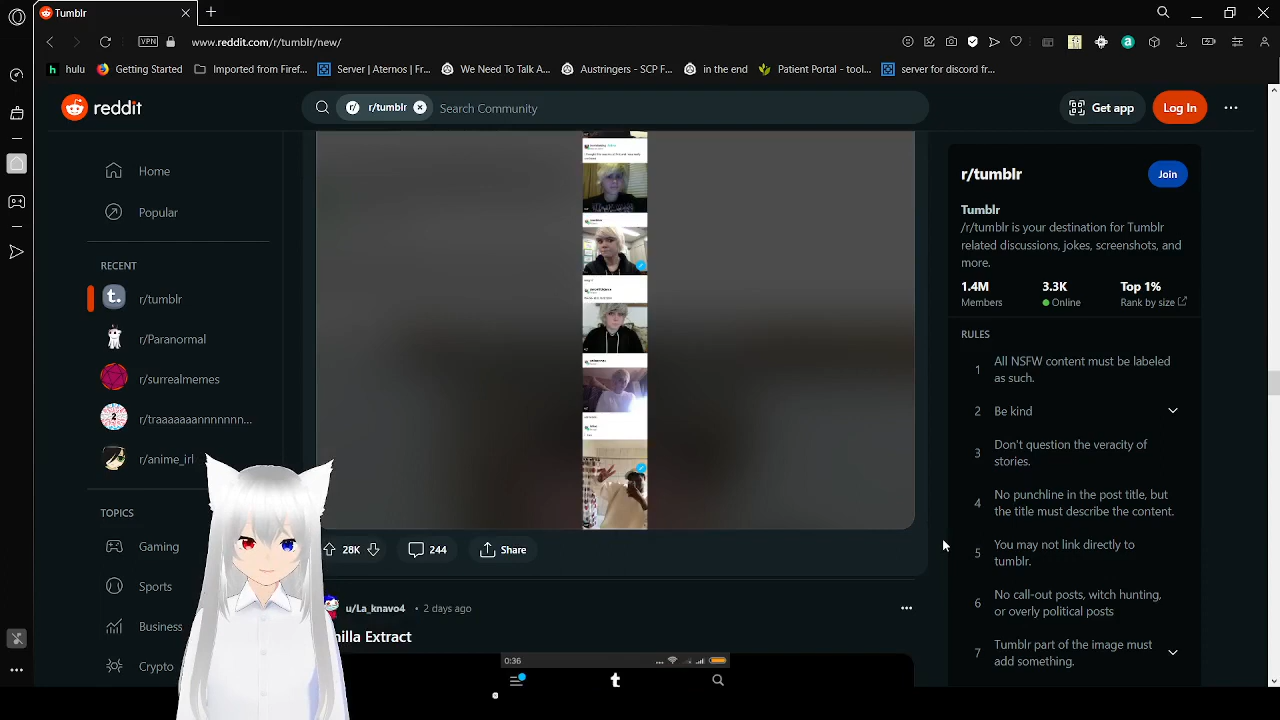 Tumblr
www.reddit.com/r/tumblr/new/
VPN
hulu
Getting Started
Imported from Firef...
Server | Aternos | Fr...
We Need To Talk A...
Austringers - SCP F...
in the end
Patient Portal - tool...
server for discord fr...
reddit
r/tumblr
Search Community
Get app
Log In
Home
Popular
RECENT
r/tumblr
r/Paranormal
r/surrealmemes
r/traaaaaaannnnnnn...
r/anime_irl
TOPICS
Gaming
Sports
Business
Crypto
280
244
Share
u/La_knavo4
2 days ago
nilla Extract
0:36
r/tumblr
Join
Tumblr
/r/tumblr is your destination for Tumblr
related discussions, jokes, screenshots, and
more.
1.4M
3.3K
Top 1%
Members
Online
Rank by size
RULES
1 All NSFW content must be labeled
as such.
2 Be kind
3 Don't question the veracity of
stories.
4 No punchline in the post title, but
the title must describe the content.
5 You may not link directly to
tumblr.
6 No call-out posts, witch hunting,
or overly political posts
7 Tumblr part of the image must
add something.